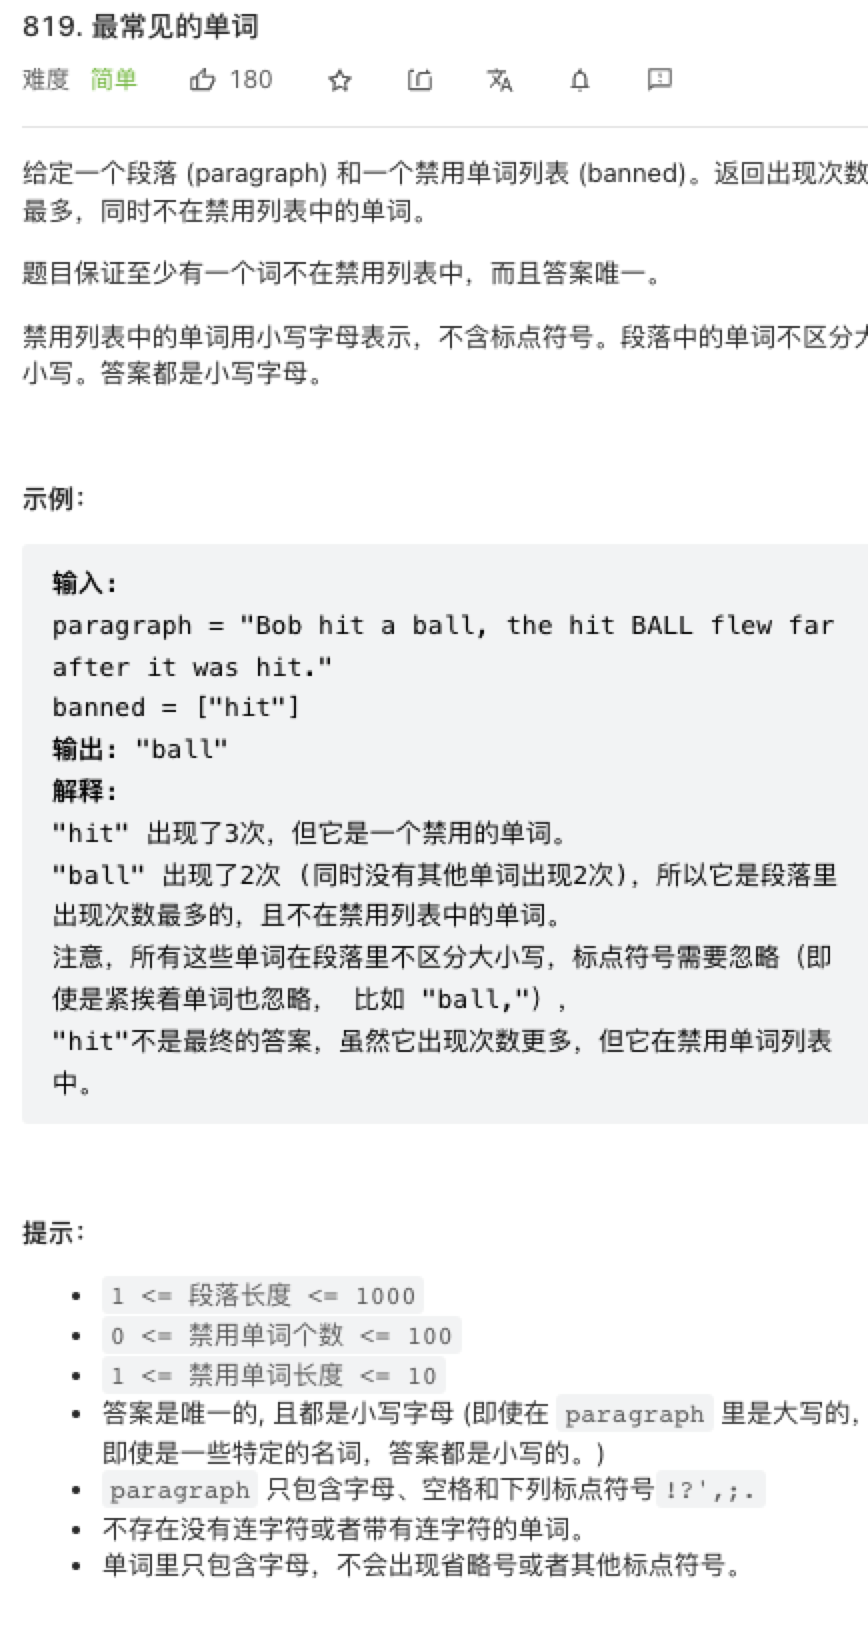 819. 最常见的单词
难度 简单 180
给定一个段落 (paragraph) 和一个禁用单词列表 (banned)。返回出现次数
最多，同时不在禁用列表中的单词。
题目保证至少有一个词不在禁用列表中，而且答案唯一。
禁用列表中的单词用小写字母表示，不含标点符号。段落中的单词不区分大
小写。答案都是小写字母。
示例：
输入:
paragraph = "Bob hit a ball, the hit BALL flew far
after it was hit."
banned = ["hit"]
输出: "ball"
解释:
"hit" 出现了3次，但它是一个禁用的单词。
"ball" 出现了2次 (同时没有其他单词出现2次)，所以它是段落里
出现次数最多的，且不在禁用列表中的单词。
注意，所有这些单词在段落里不区分大小写，标点符号需要忽略（即
使是紧挨着单词也忽略， 比如 "ball,"），
"hit"不是最终的答案，虽然它出现次数更多，但它在禁用单词列表
中。
提示：
1 <= 段落长度 <= 1000
0 <= 禁用单词个数 <= 100
1 <= 禁用单词长度 <= 10
答案是唯一的, 且都是小写字母 (即使在 paragraph 里是大写的，
即使是一些特定的名词，答案都是小写的。)
paragraph 只包含字母、空格和下列标点符号 !?',;.
不存在没有连字符或者带有连字符的单词。
单词里只包含字母，不会出现省略号或者其他标点符号。